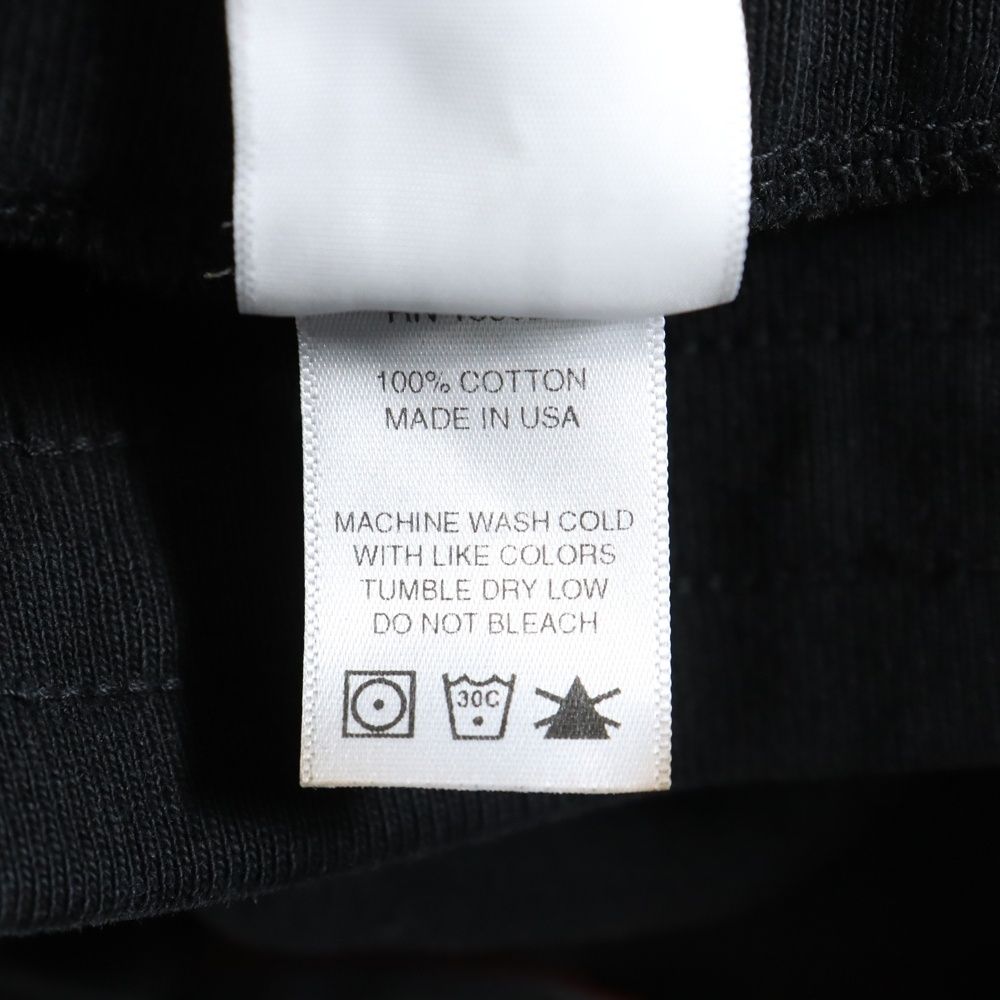 100% COTTON
MADE IN USA
MACHINE WASH COLD
WITH LIKE COLORS
TUMBLE DRY LOW
DO NOT BLEACH
30C